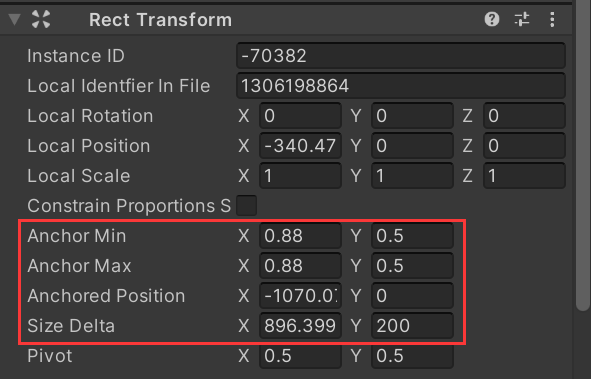 Rect Transform
Instance ID -70382
Local Identfier In File 1306198864
Local Rotation X 0 Y 0 Z 0
Local Position X -340.47 Y 0 Z 0
Local Scale X 1 Y 1 Z 1
Constrain Proportions S
Anchor Min X 0.88 Y 0.5
Anchor Max X 0.88 Y 0.5
Anchored Position X -1070.07 Y 0
Size Delta X 896.399 Y 200
Pivot X 0.5 Y 0.5